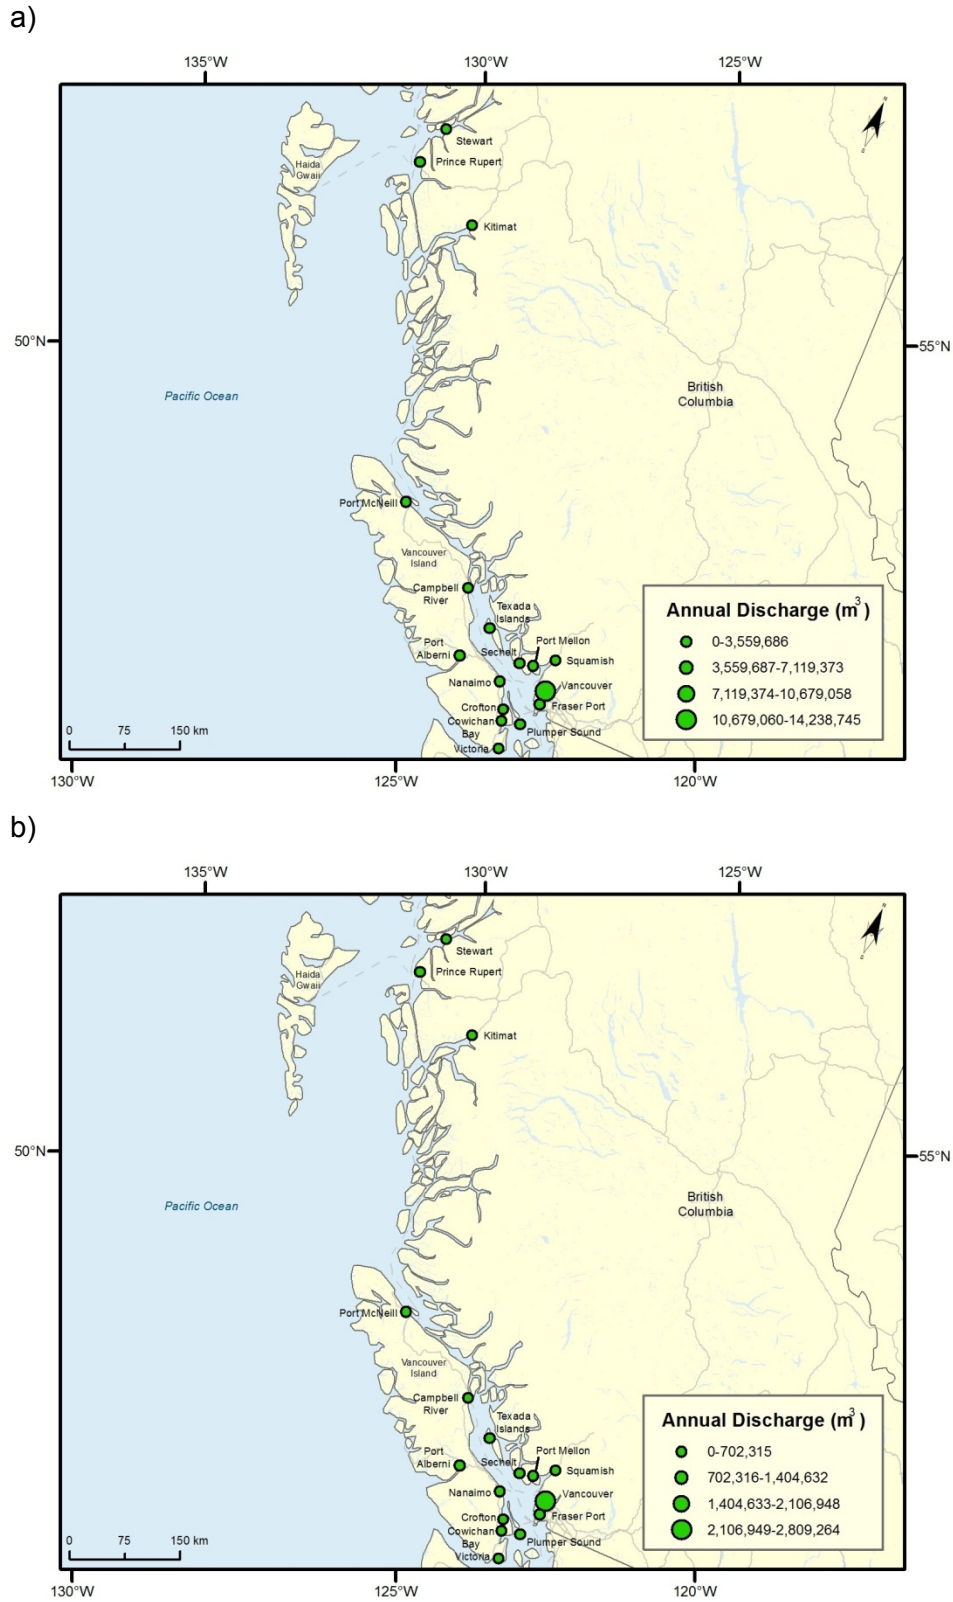 a)
135°W 130°W 125°W
Stewart
Haida
Gwaii
Prince Rupert
Kitimat
50°N
55°N
British
Columbia
Pacific Ocean
Port McNeill
Vancouver
Island
Campbell
River
Texada
Islands
Port
Alberni
Sechelt
Port Mellon
Squamish
Nanaimo
Vancouver
Crofton
Fraser Port
Cowichan
Bay
Plumper Sound
Victoria
Annual Discharge (m3)
0-3,559,686
3,559,687-7,119,373
7,119,374-10,679,058
10,679,060-14,238,745
0 75 150 km
130°W 125°W 120°W
b)
135°W 130°W 125°W
Stewart
Haida
Gwaii
Prince Rupert
Kitimat
50°N
55°N
British
Columbia
Pacific Ocean
Port McNeill
Vancouver
Island
Campbell
River
Texada
Islands
Port
Alberni
Sechelt
Port Mellon
Squamish
Nanaimo
Vancouver
Crofton
Fraser Port
Cowichan
Bay
Plumper Sound
Victoria
Annual Discharge (m3)
0-702,315
702,316-1,404,632
1,404,633-2,106,948
2,106,949-2,809,264
0 75 150 km
130°W 125°W 120°W